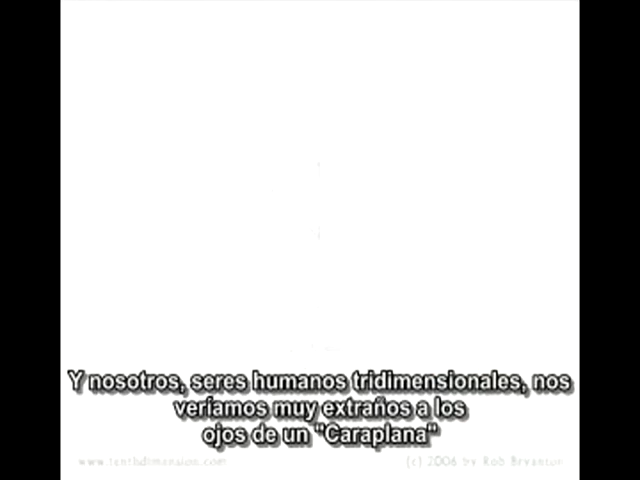 Y nosotros, seres humanos tridimensionales, nos
veríamos muy extraños a los
ojos de un "Caraplana"
www.tenthdimension.com (c) 2006 by Rob Bryanton